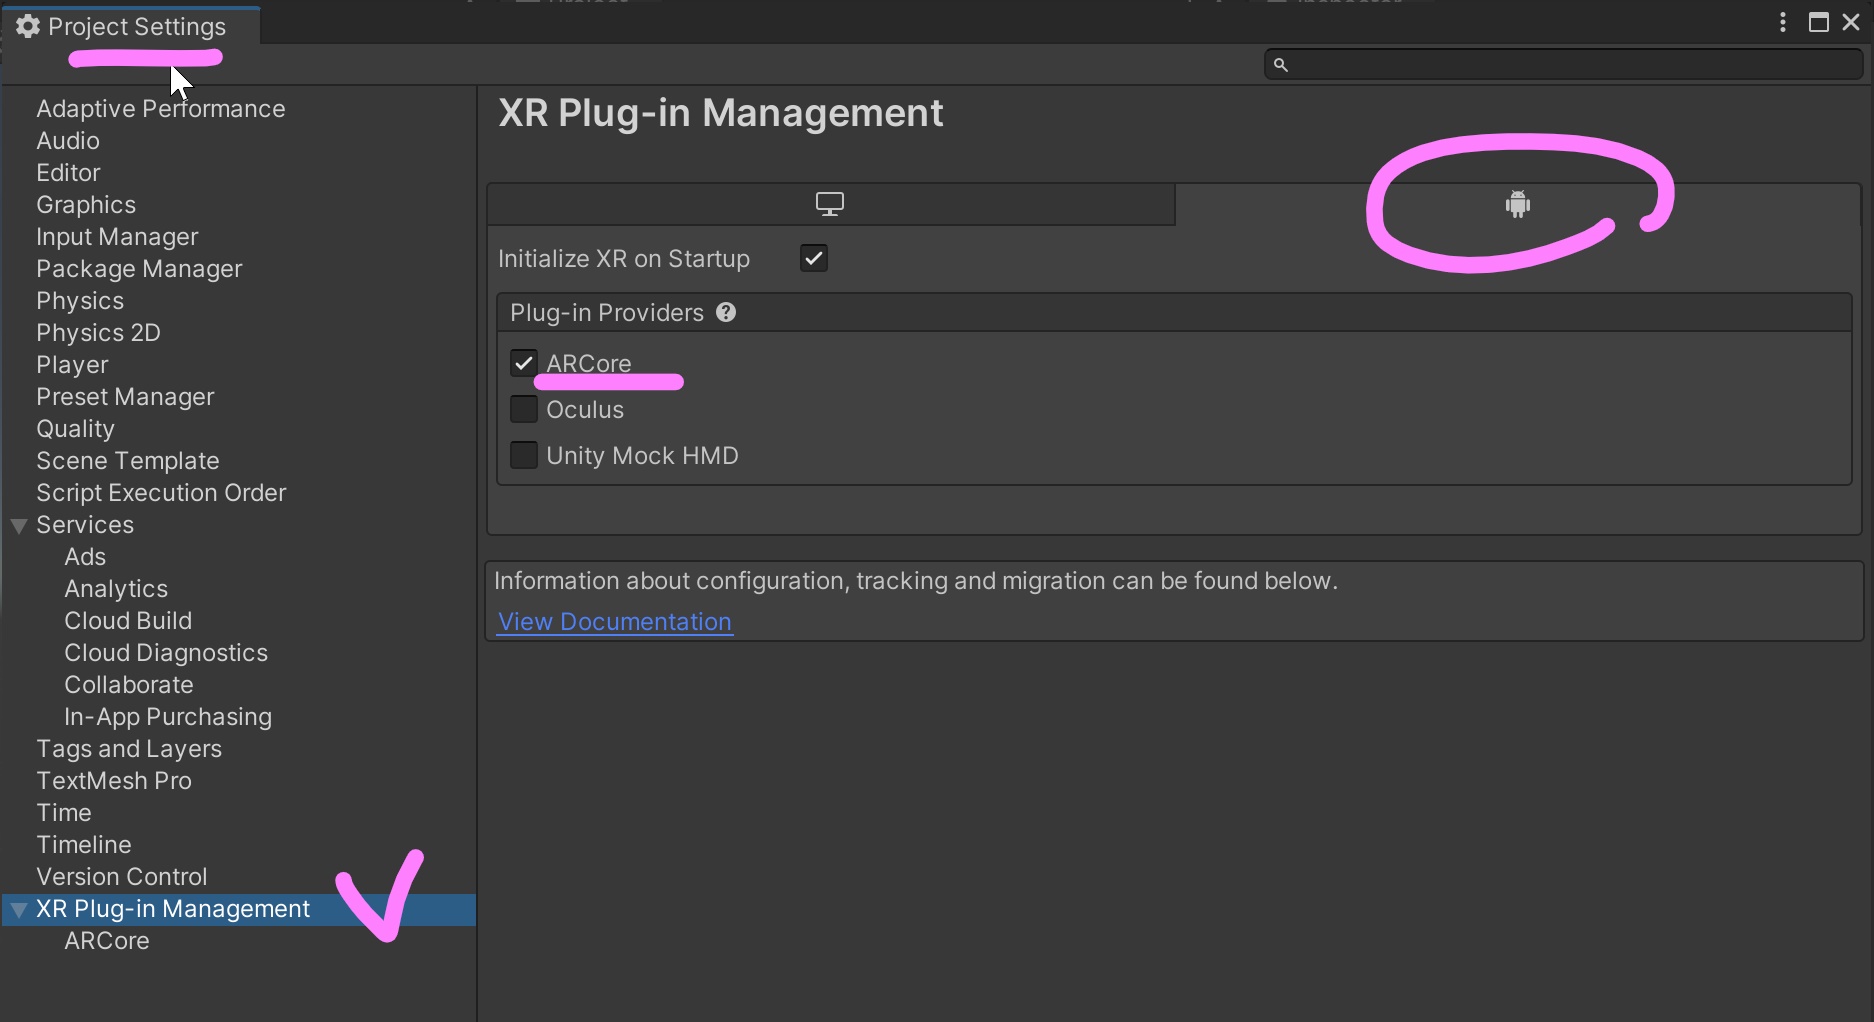 Project Settings
Adaptive Performance
Audio
Editor
Graphics
Input Manager
Package Manager
Physics
Physics 2D
Player
Preset Manager
Quality
Scene Template
Script Execution Order
Services
Ads
Analytics
Cloud Build
Cloud Diagnostics
Collaborate
In-App Purchasing
Tags and Layers
TextMesh Pro
Time
Timeline
Version Control
XR Plug-in Management
ARCore
XR Plug-in Management
Initialize XR on Startup
Plug-in Providers
ARCore
Oculus
Unity Mock HMD
Information about configuration, tracking and migration can be found below.
View Documentation